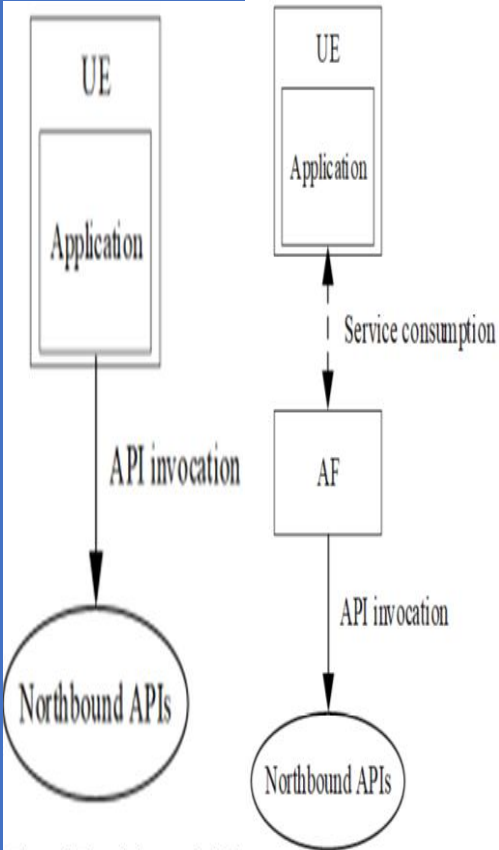 UE
Application
API invocation
Northbound APIs
UE
Application
Service consumption
AF
API invocation
Northbound APIs